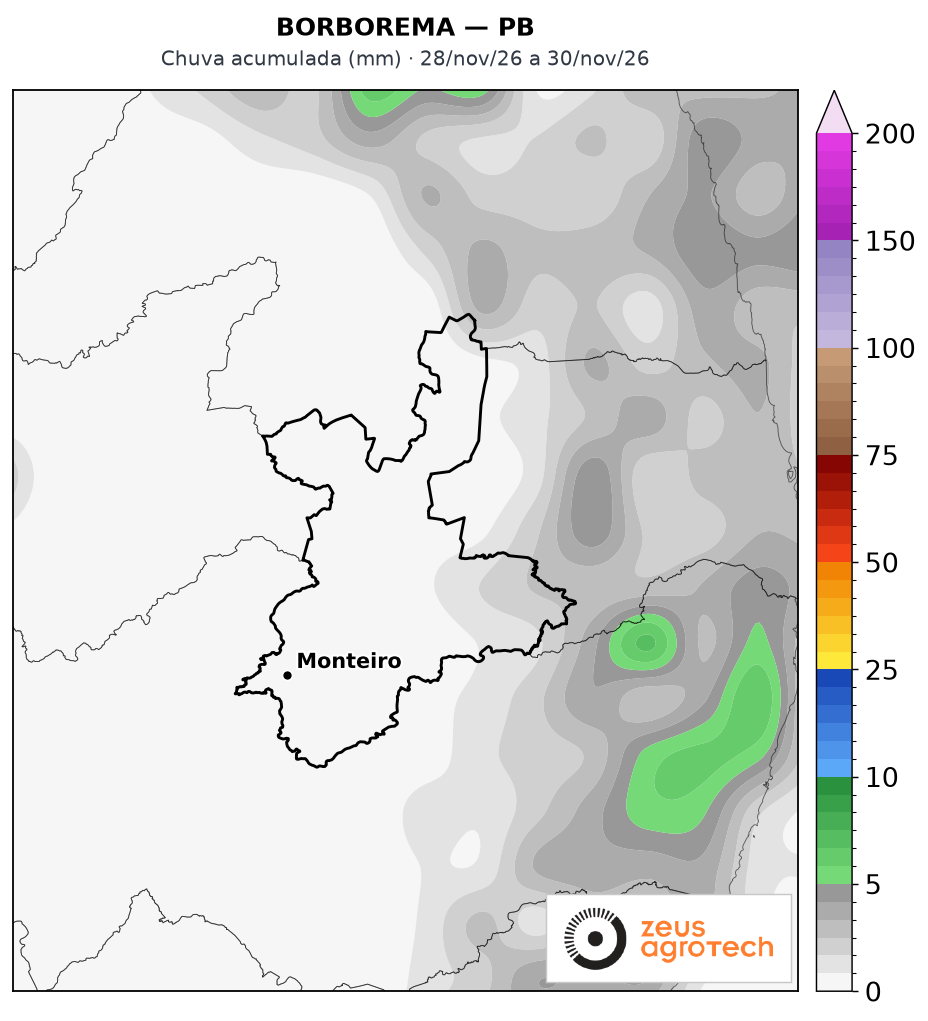 BORBOREMA — PB
Chuva acumulada (mm) · 28/nov/26 a 30/nov/26
200
150
100
75
50
25
10
5
0
Monteiro
zeus
agrotech